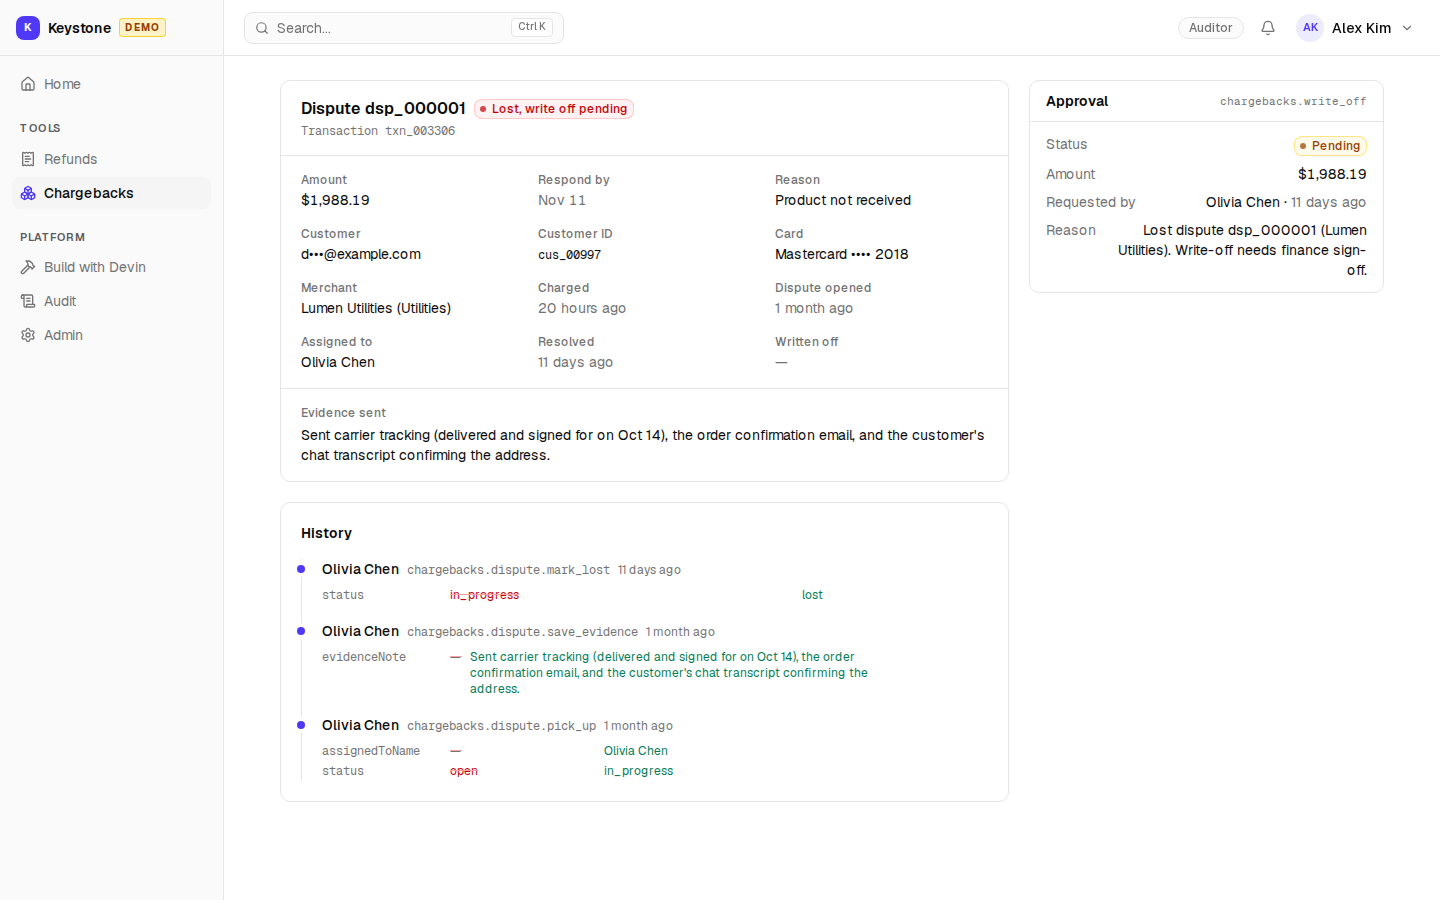 K Keystone DEMO
Search... Ctrl K
Auditor
AK Alex Kim
Home
TOOLS
Refunds
Chargebacks
PLATFORM
Build with Devin
Audit
Admin
Dispute dsp_000001 Lost, write off pending
Transaction txn_003306
Amount Respond by Reason
$1,988.19 Nov 11 Product not received
Customer Customer ID Card
d•••@example.com cus_00997 Mastercard •••• 2018
Merchant Charged Dispute opened
Lumen Utilities (Utilities) 20 hours ago 1 month ago
Assigned to Resolved Written off
Olivia Chen 11 days ago —
Evidence sent
Sent carrier tracking (delivered and signed for on Oct 14), the order confirmation email, and the customer's
chat transcript confirming the address.
History
Olivia Chen chargebacks.dispute.mark_lost 11 days ago
status in_progress lost
Olivia Chen chargebacks.dispute.save_evidence 1 month ago
evidenceNote — Sent carrier tracking (delivered and signed for on Oct 14), the order
confirmation email, and the customer's chat transcript confirming the
address.
Olivia Chen chargebacks.dispute.pick_up 1 month ago
assignedToName — Olivia Chen
status open in_progress
Approval chargebacks.write_off
Status Pending
Amount $1,988.19
Requested by Olivia Chen · 11 days ago
Reason Lost dispute dsp_000001 (Lumen
Utilities). Write-off needs finance sign-
off.